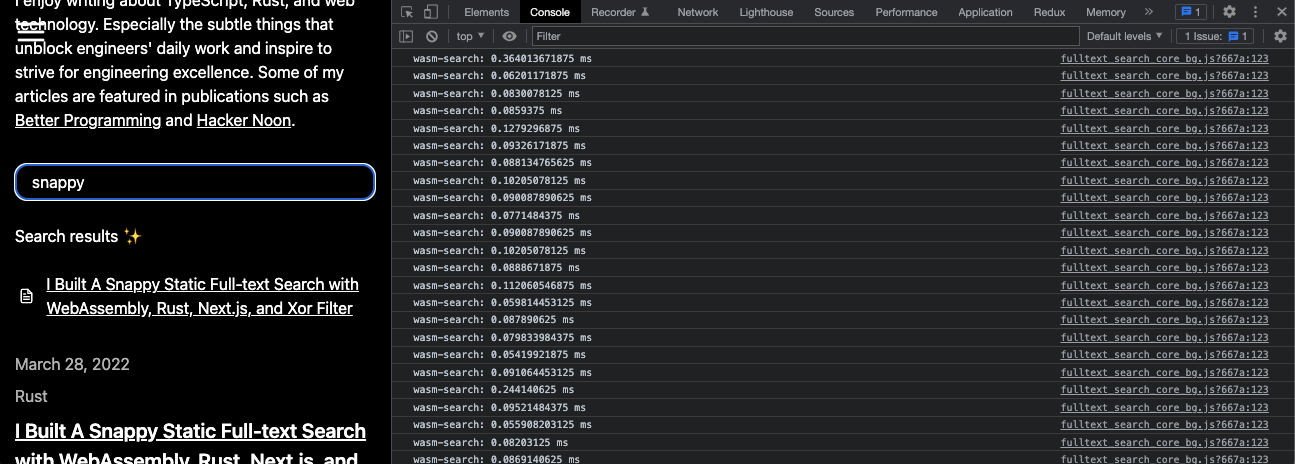 I enjoy writing about TypeScript, Rust, and web
technology. Especially the subtle things that
unblock engineers' daily work and inspire to
strive for engineering excellence. Some of my
articles are featured in publications such as
Better Programming and Hacker Noon.
snappy
Search results ✨
I Built A Snappy Static Full-text Search with
WebAssembly, Rust, Next.js, and Xor Filter
March 28, 2022
Rust
I Built A Snappy Static Full-text Search
with WebAssembly, Rust, Next.js, and
Elements Console Recorder Network Lighthouse Sources Performance Application Redux Memory » 1
top ▼ Filter Default levels ▼ 1 Issue: 1
wasm-search: 0.364013671875 ms fulltext_search_core_bg.js?667a:123
wasm-search: 0.06201171875 ms fulltext_search_core_bg.js?667a:123
wasm-search: 0.0830078125 ms fulltext_search_core_bg.js?667a:123
wasm-search: 0.0859375 ms fulltext_search_core_bg.js?667a:123
wasm-search: 0.1279296875 ms fulltext_search_core_bg.js?667a:123
wasm-search: 0.09326171875 ms fulltext_search_core_bg.js?667a:123
wasm-search: 0.088134765625 ms fulltext_search_core_bg.js?667a:123
wasm-search: 0.10205078125 ms fulltext_search_core_bg.js?667a:123
wasm-search: 0.090087890625 ms fulltext_search_core_bg.js?667a:123
wasm-search: 0.0771484375 ms fulltext_search_core_bg.js?667a:123
wasm-search: 0.090087890625 ms fulltext_search_core_bg.js?667a:123
wasm-search: 0.10205078125 ms fulltext_search_core_bg.js?667a:123
wasm-search: 0.0888671875 ms fulltext_search_core_bg.js?667a:123
wasm-search: 0.112060546875 ms fulltext_search_core_bg.js?667a:123
wasm-search: 0.059814453125 ms fulltext_search_core_bg.js?667a:123
wasm-search: 0.087890625 ms fulltext_search_core_bg.js?667a:123
wasm-search: 0.079833984375 ms fulltext_search_core_bg.js?667a:123
wasm-search: 0.05419921875 ms fulltext_search_core_bg.js?667a:123
wasm-search: 0.091064453125 ms fulltext_search_core_bg.js?667a:123
wasm-search: 0.244140625 ms fulltext_search_core_bg.js?667a:123
wasm-search: 0.09521484375 ms fulltext_search_core_bg.js?667a:123
wasm-search: 0.055908203125 ms fulltext_search_core_bg.js?667a:123
wasm-search: 0.08203125 ms fulltext_search_core_bg.js?667a:123
wasm-search: 0.0869140625 ms fulltext_search_core_bg.js?667a:123